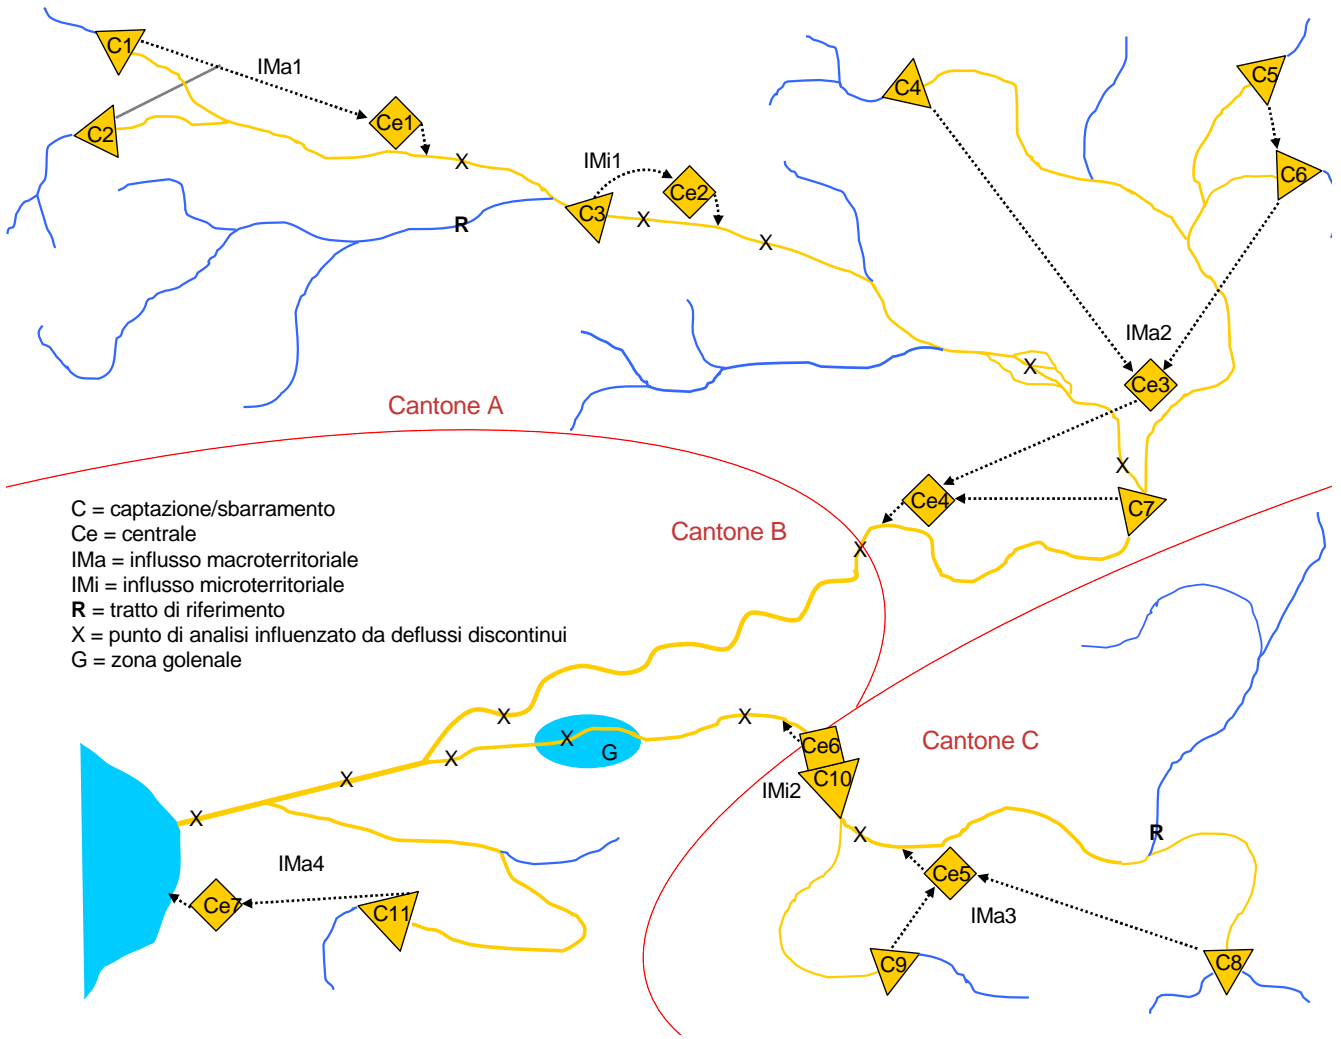 C1
IMa1
C2
Ce1
X
IMi1
Ce2
C3
X
X
R
C4
C5
C6
IMa2
Ce3
X
X
Cantone A
C7
Ce4
X
Cantone B
C = captazione/sbarramento
Ce = centrale
IMa = influsso macroterritoriale
IMi = influsso microterritoriale
R = tratto di riferimento
X = punto di analisi influenzato da deflussi discontinui
G = zona golenale
X
X
X
X
G
X
X
Ce6
Cantone C
C10
IMi2
X
R
Ce5
IMa3
C9
C8
IMa4
Ce7
C11